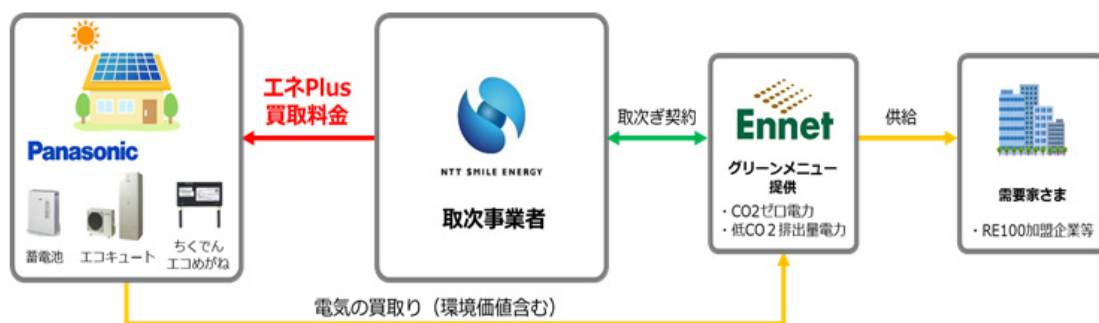 Panasonic
蓄電池
エコキュート
ちくでん
エコめがね
エネPlus
買取料金
NTT SMILE ENERGY
取次事業者
取次ぎ契約
Ennet
グリーンメニュー
提供
・CO2ゼロ電力
・低CO２排出量電力
供給
需要家さま
・RE100加盟企業等
電気の買取り（環境価値含む）